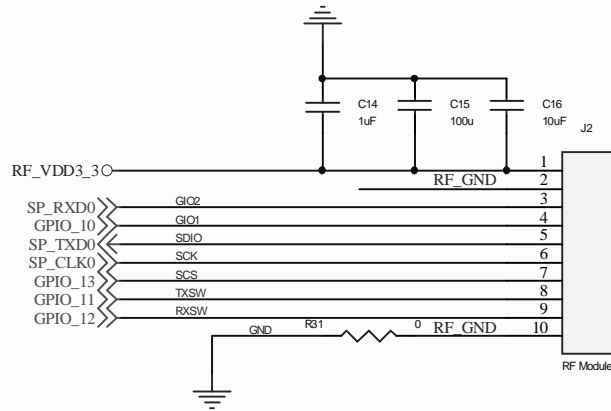 C14
1uF
C15
100u
C16
10uF
J2
RF_VDD3_3
1
RF_GND
2
SP_RXD0 GIO2 3
GPIO_10 GIO1 4
SP_TXD0 SDIO 5
SP_CLK0 SCK 6
GPIO_13 SCS 7
GPIO_11 TXSW 8
GPIO_12 RXSW 9
GND R31 0 RF_GND 10
RF Module